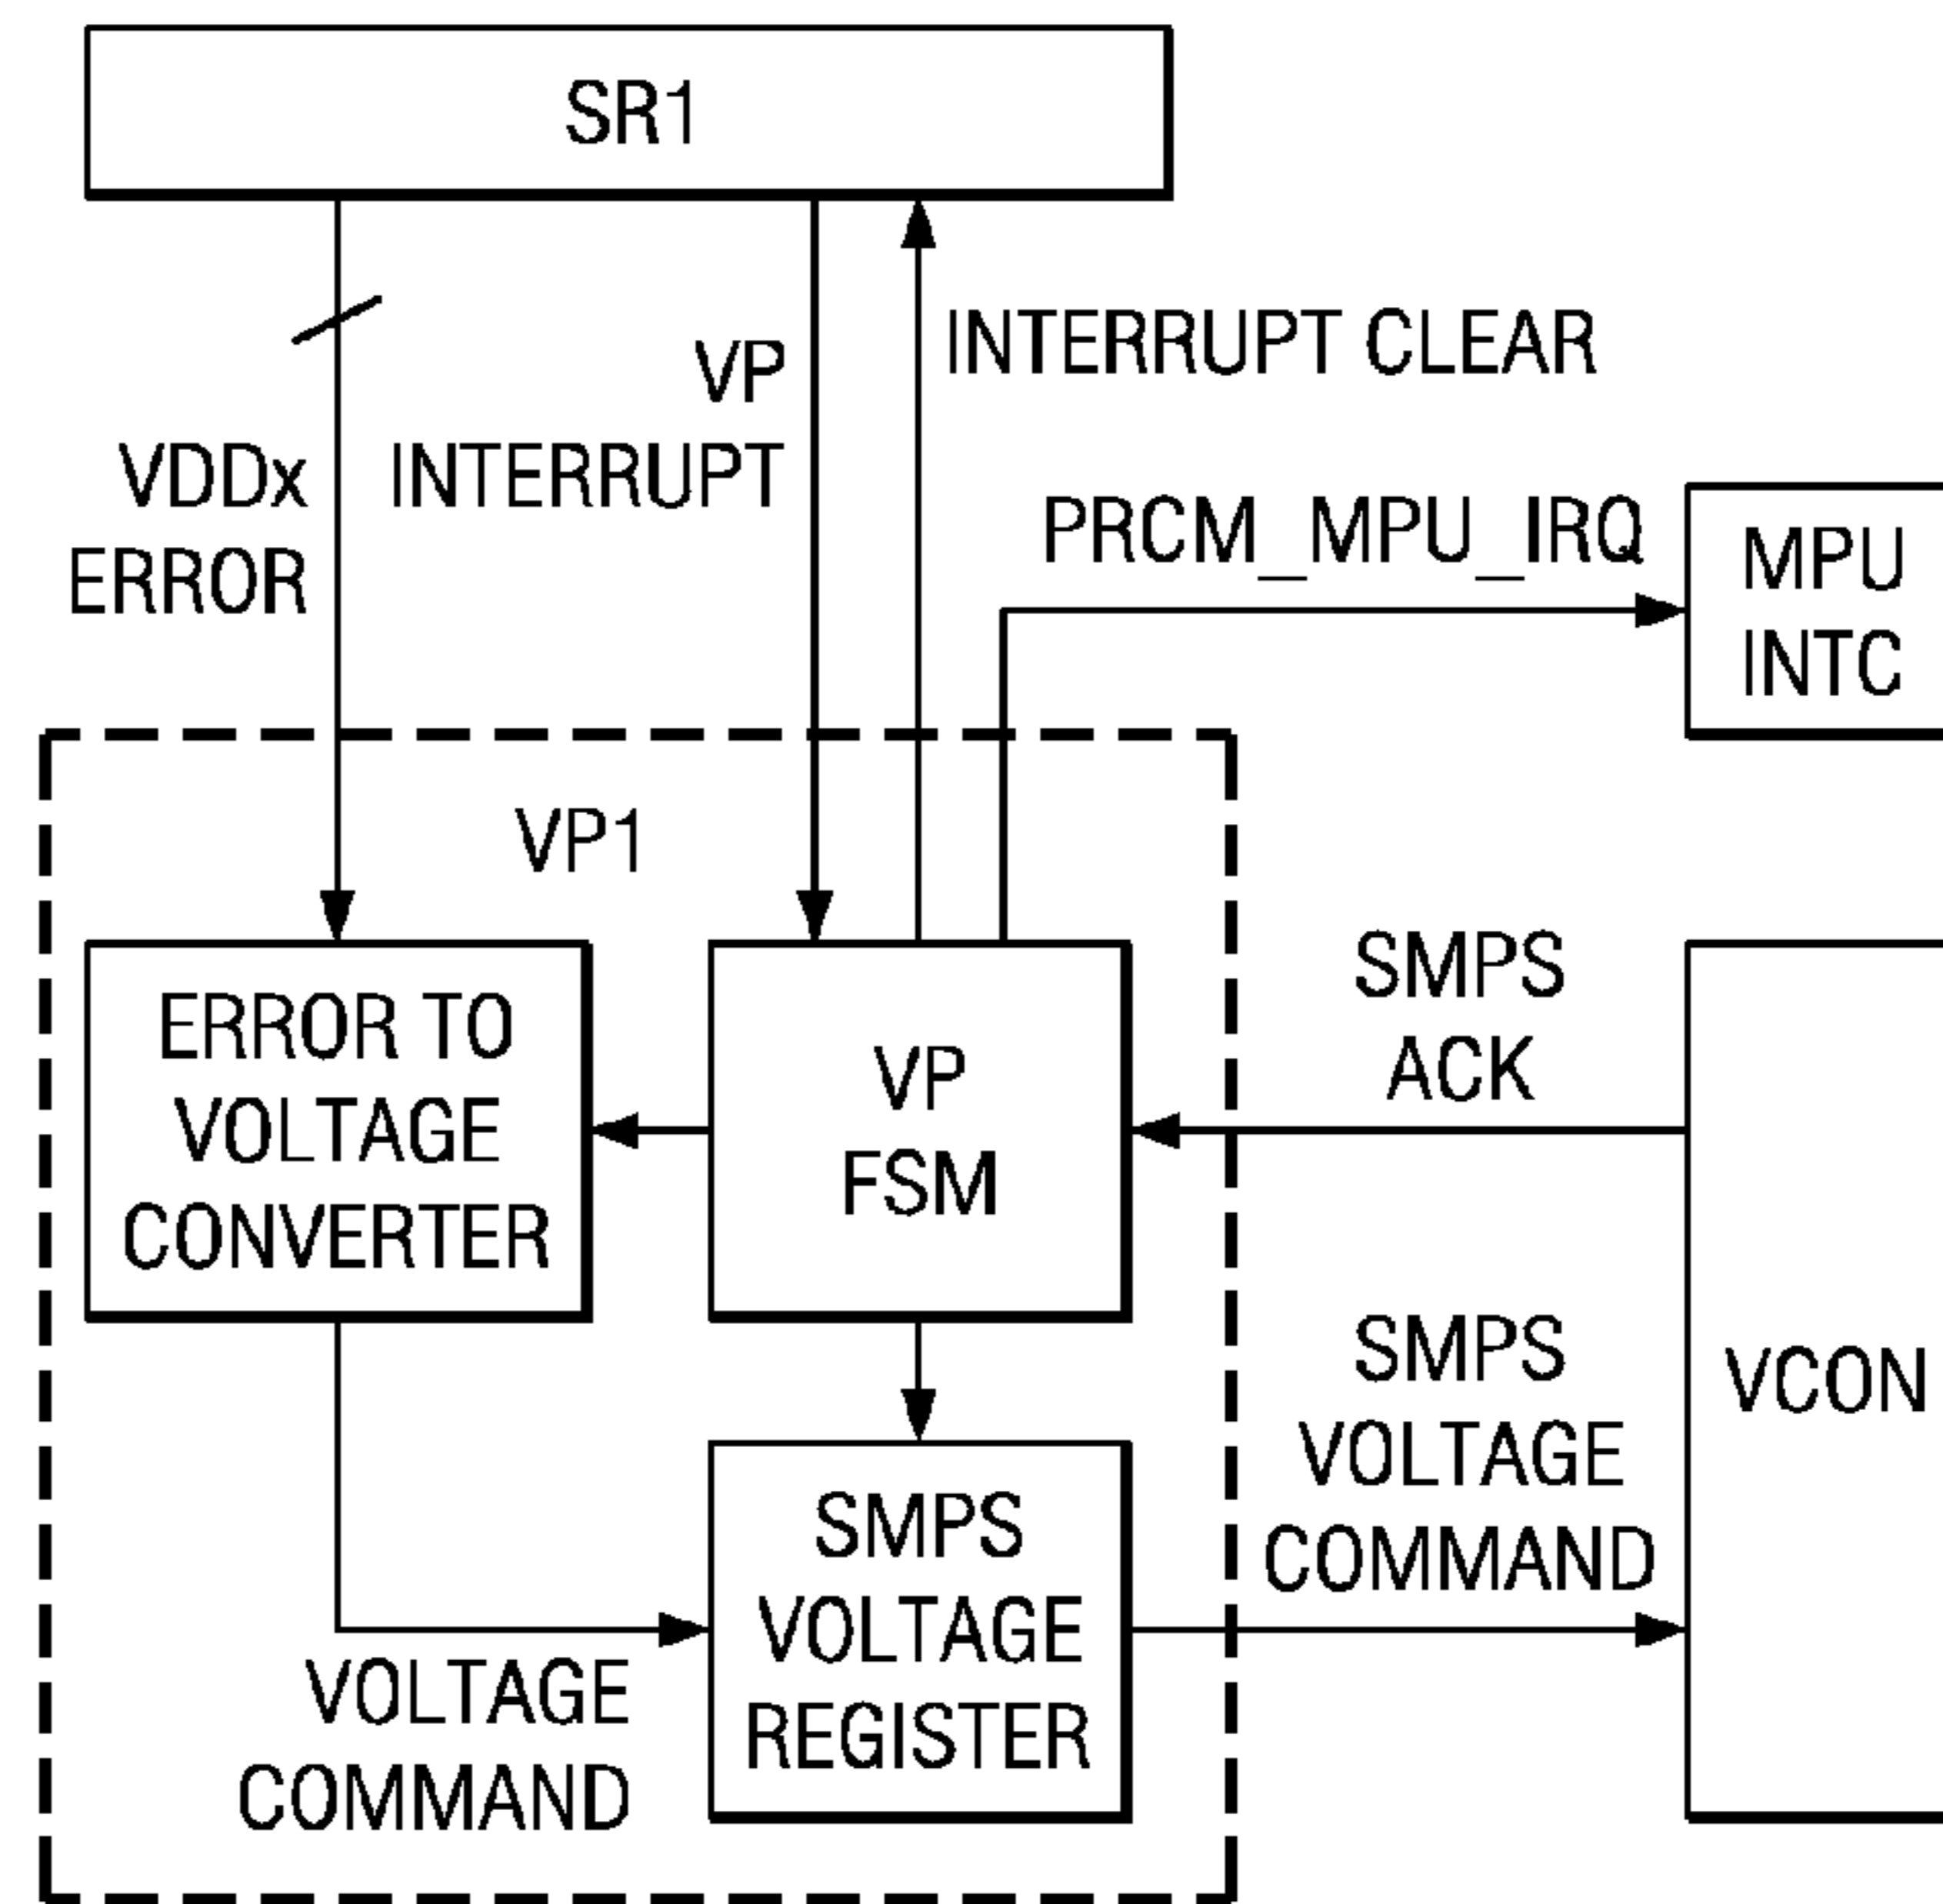 SR1
VP
INTERRUPT
INTERRUPT CLEAR
VDDx
ERROR
PRCM_MPU_IRQ
MPU
INTC
VP1
ERROR TO
VOLTAGE
CONVERTER
VP
FSM
SMPS
ACK
SMPS
VOLTAGE
COMMAND
VCON
SMPS
VOLTAGE
REGISTER
VOLTAGE
COMMAND